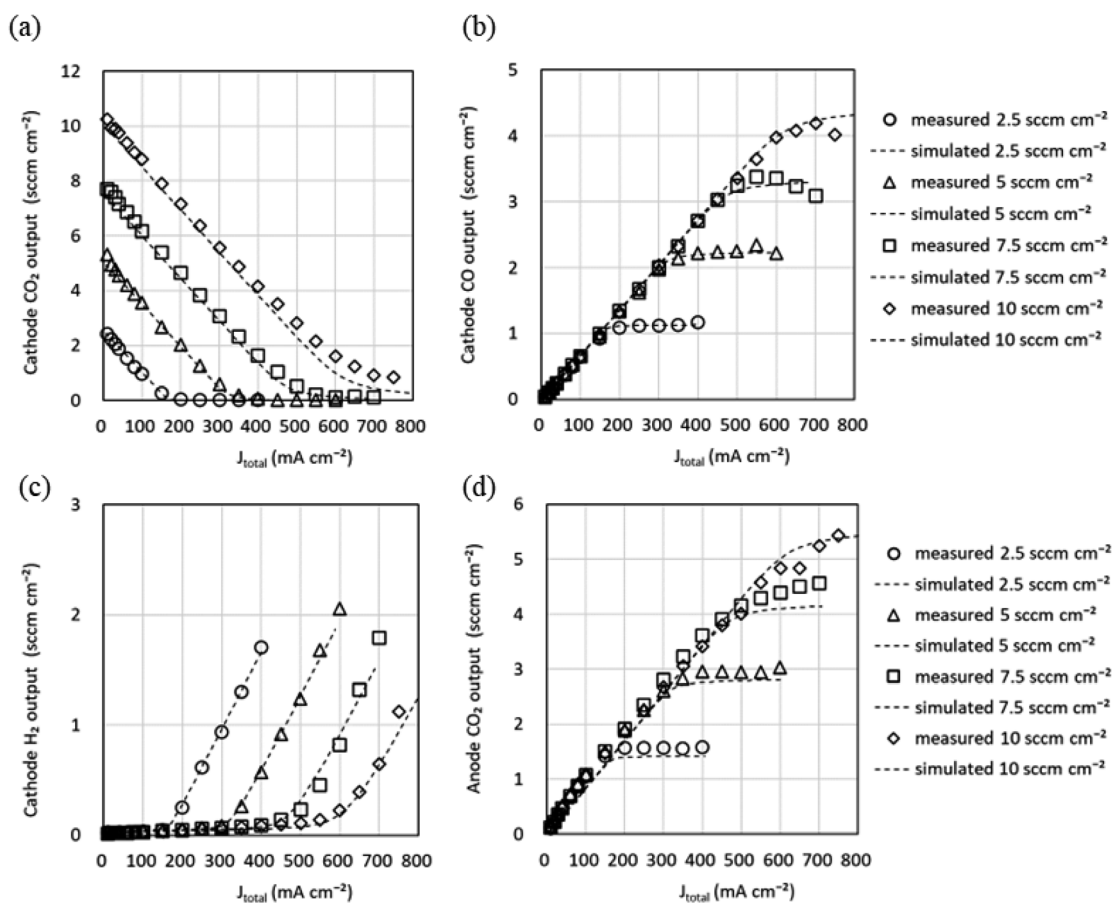 (a)
12
10
8
6
4
2
0
Cathode CO₂ output (sccm cm⁻²)
0 100 200 300 400 500 600 700 800
J_total (mA cm⁻²)
(b)
5
4
3
2
1
0
Cathode CO output (sccm cm⁻²)
0 100 200 300 400 500 600 700 800
J_total (mA cm⁻²)
measured 2.5 sccm cm⁻²
simulated 2.5 sccm cm⁻²
measured 5 sccm cm⁻²
simulated 5 sccm cm⁻²
measured 7.5 sccm cm⁻²
simulated 7.5 sccm cm⁻²
measured 10 sccm cm⁻²
simulated 10 sccm cm⁻²
(c)
3
2
1
0
Cathode H₂ output (sccm cm⁻²)
0 100 200 300 400 500 600 700 800
J_total (mA cm⁻²)
(d)
6
5
4
3
2
1
0
Anode CO₂ output (sccm cm⁻²)
0 100 200 300 400 500 600 700 800
J_total (mA cm⁻²)
measured 2.5 sccm cm⁻²
simulated 2.5 sccm cm⁻²
measured 5 sccm cm⁻²
simulated 5 sccm cm⁻²
measured 7.5 sccm cm⁻²
simulated 7.5 sccm cm⁻²
measured 10 sccm cm⁻²
simulated 10 sccm cm⁻²